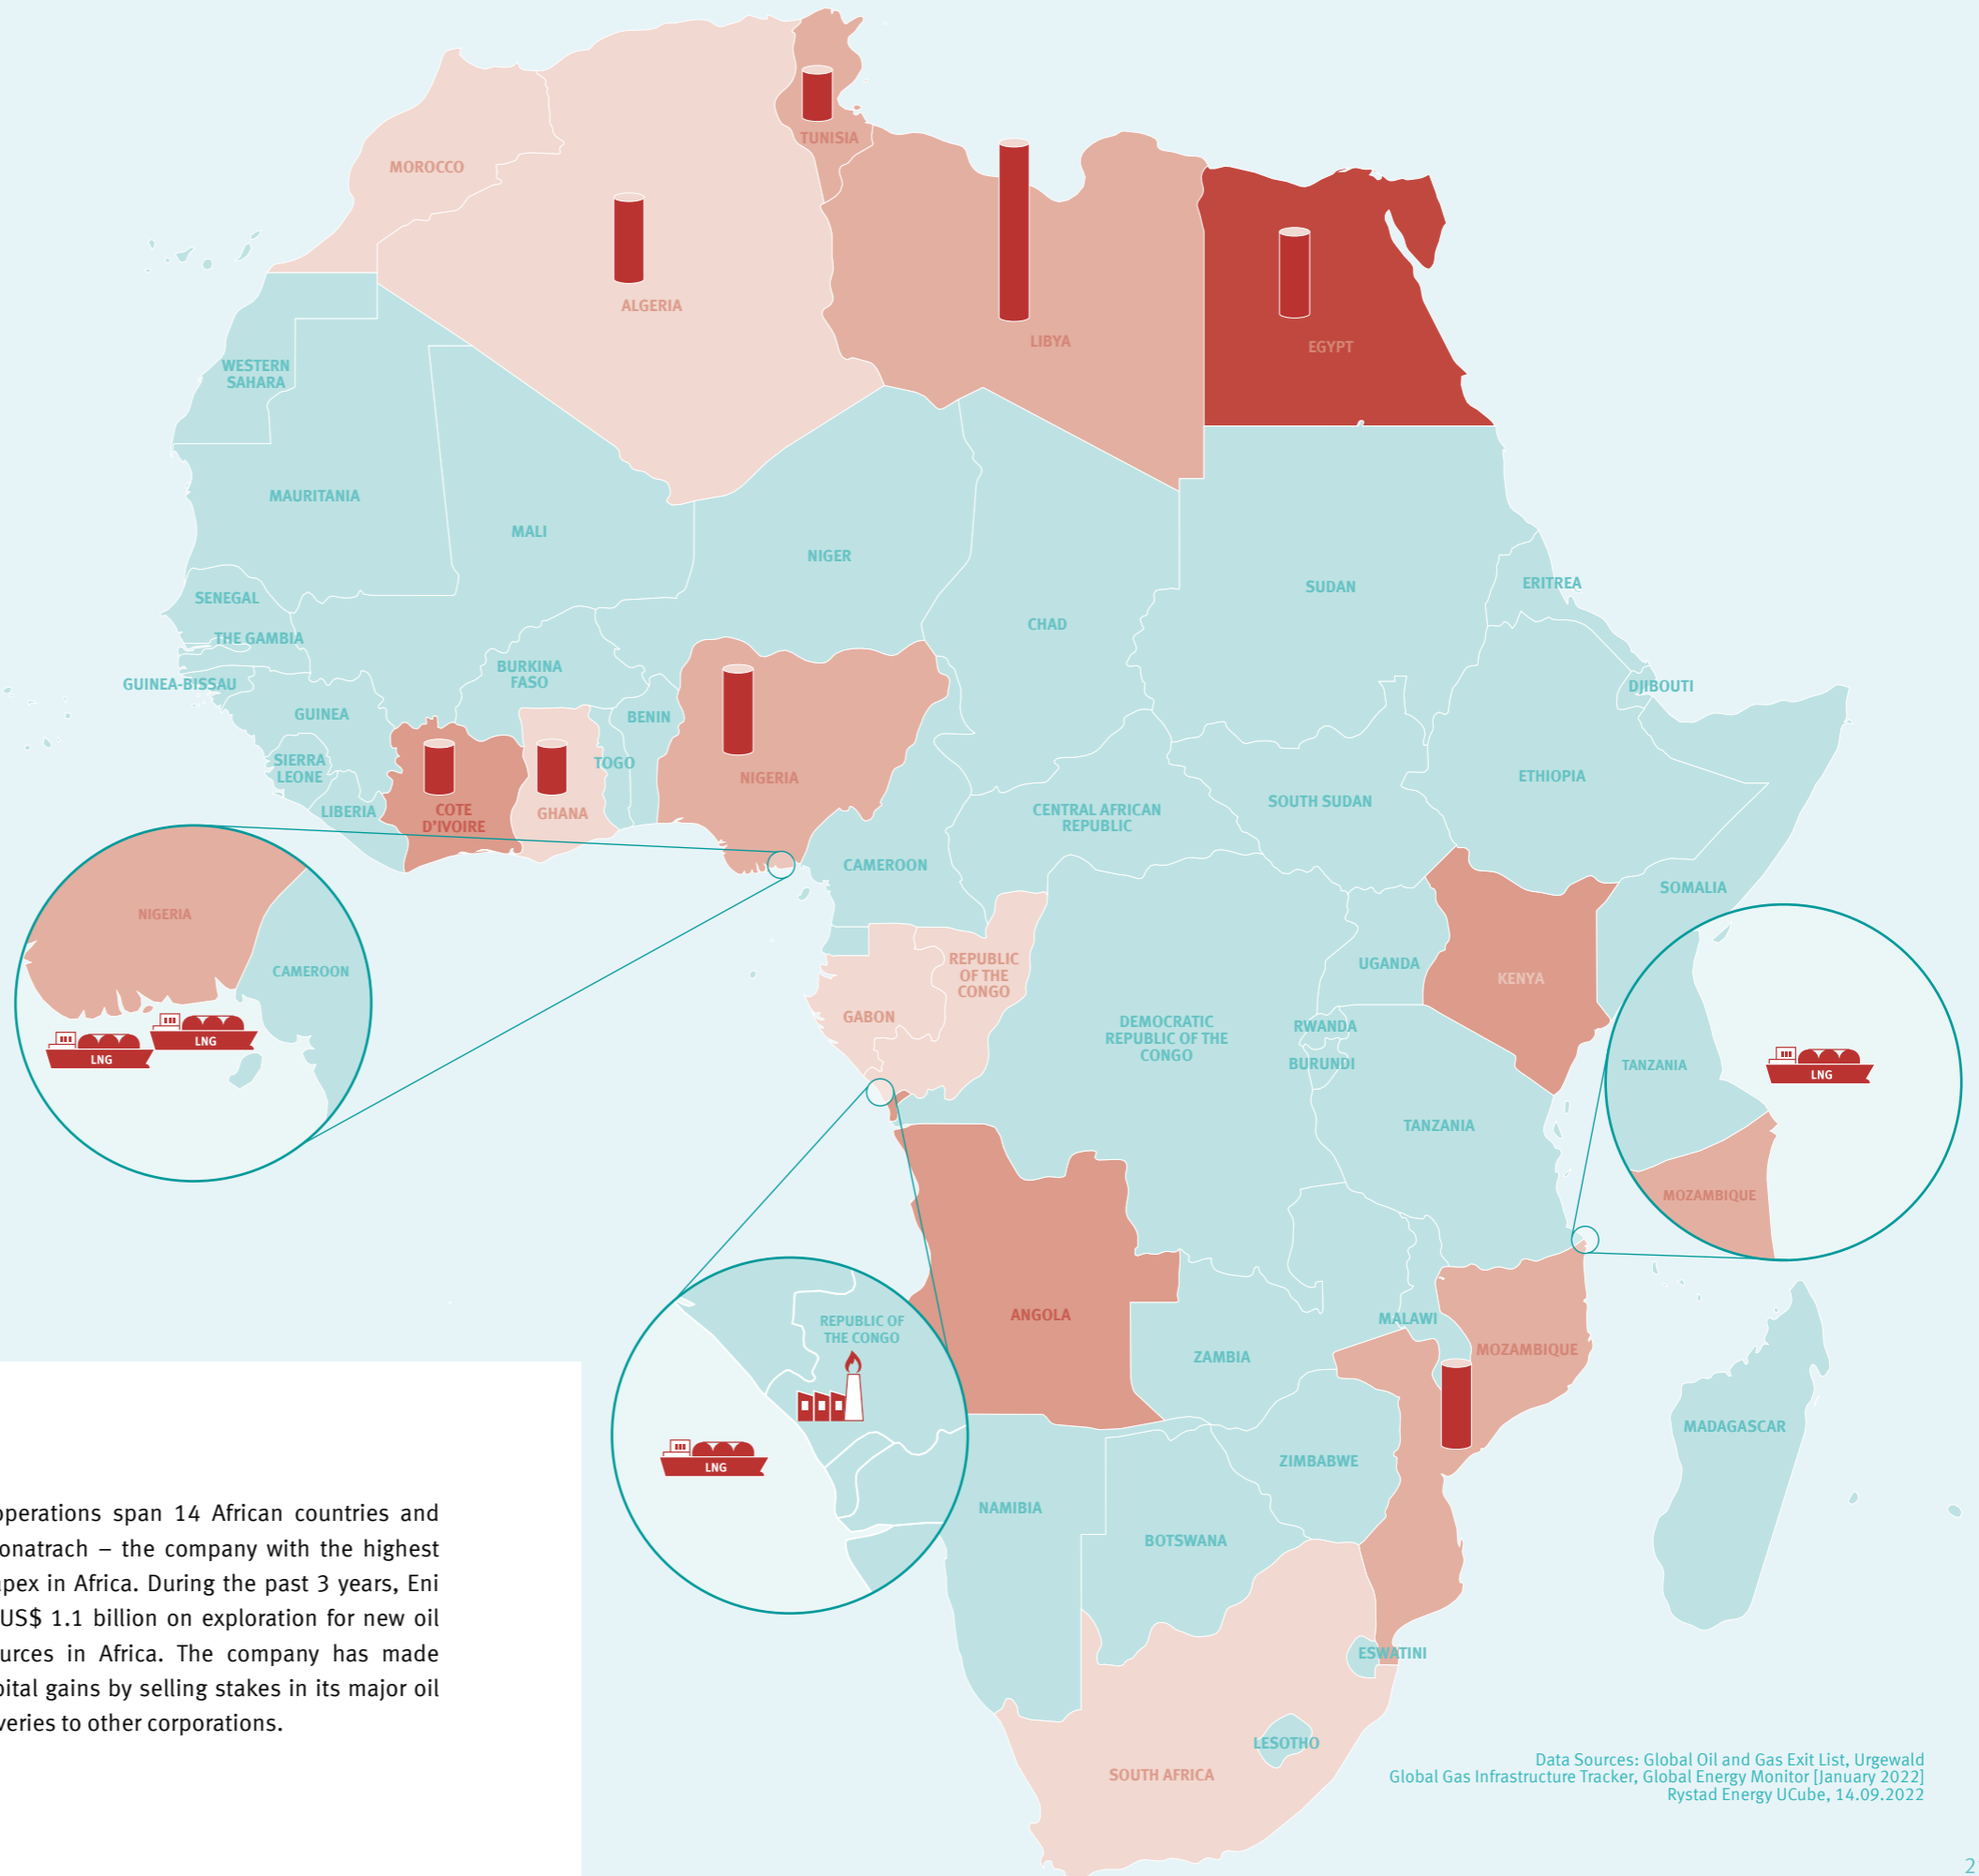 TUNISIA
MOROCCO
ALGERIA
LIBYA
EGYPT
WESTERN
SAHARA
MAURITANIA
MALI
NIGER
CHAD
SUDAN
ERITREA
SENEGAL
THE GAMBIA
GUINEA-BISSAU
GUINEA
BURKINA
FASO
BENIN
DJIBOUTI
SIERRA
LEONE
LIBERIA
COTE
D'IVOIRE
GHANA
TOGO
NIGERIA
CENTRAL AFRICAN
REPUBLIC
SOUTH SUDAN
ETHIOPIA
CAMEROON
SOMALIA
NIGERIA
CAMEROON
LNG
LNG
REPUBLIC
OF THE
CONGO
GABON
UGANDA
KENYA
DEMOCRATIC
REPUBLIC OF THE
CONGO
RWANDA
BURUNDI
TANZANIA
TANZANIA
LNG
MOZAMBIQUE
REPUBLIC OF
THE CONGO
LNG
ANGOLA
MALAWI
ZAMBIA
MOZAMBIQUE
MADAGASCAR
ZIMBABWE
NAMIBIA
BOTSWANA
ESWATINI
LESOTHO
SOUTH AFRICA
operations span 14 African countries and
onatrach – the company with the highest
apex in Africa. During the past 3 years, Eni
US$ 1.1 billion on exploration for new oil
urces in Africa. The company has made
pital gains by selling stakes in its major oil
veries to other corporations.
Data Sources: Global Oil and Gas Exit List, Urgewald
Global Gas Infrastructure Tracker, Global Energy Monitor [January 2022]
Rystad Energy UCube, 14.09.2022
2